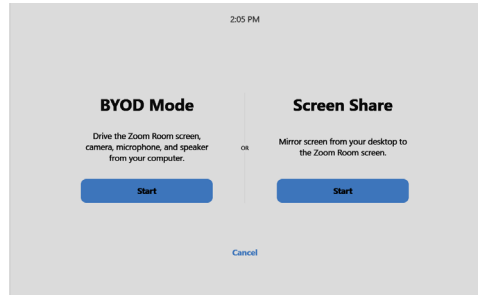 2:05 PM
BYOD Mode
Drive the Zoom Room screen,
camera, microphone, and speaker
from your computer.
Start
OR
Screen Share
Mirror screen from your desktop to
the Zoom Room screen.
Start
Cancel